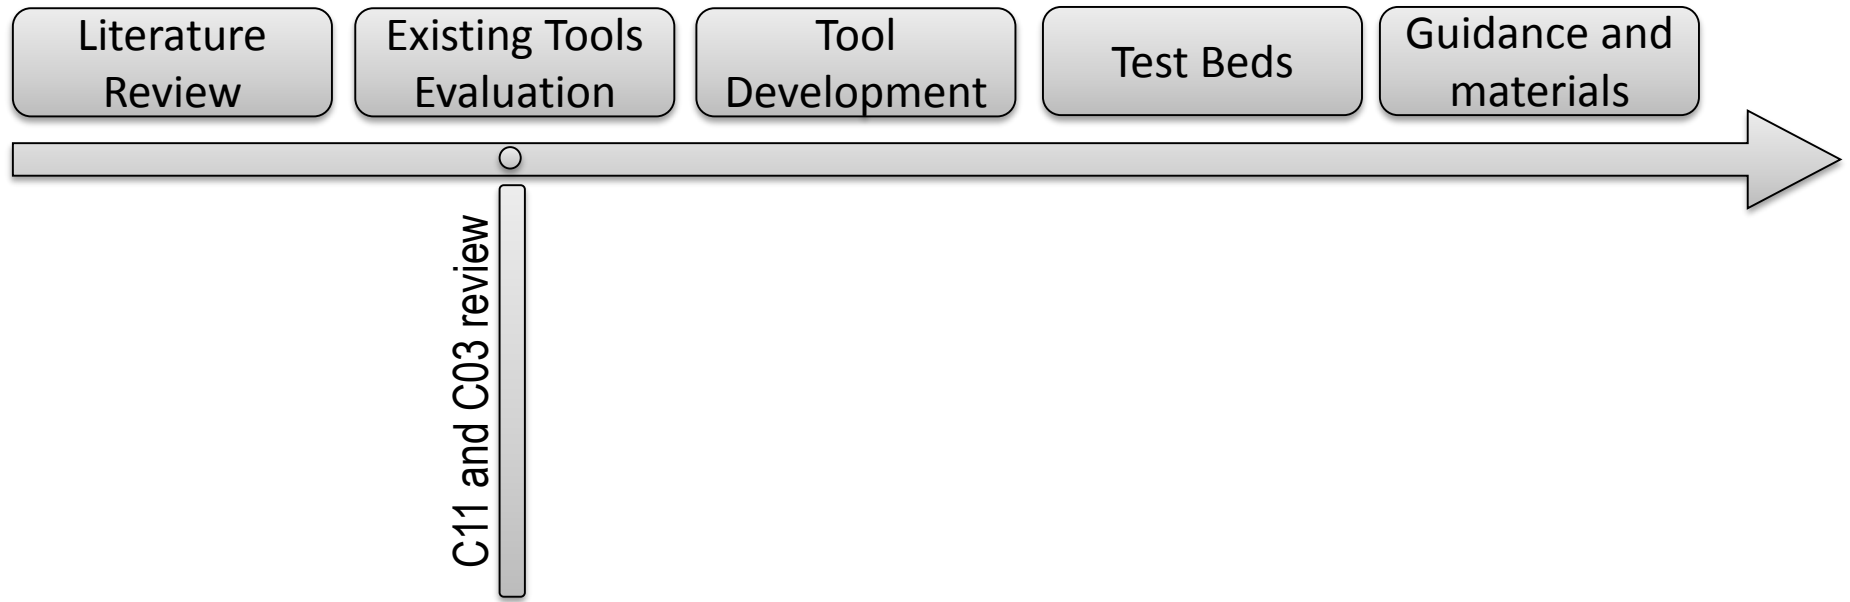 Literature
Review
Existing Tools
Evaluation
Tool
Development
Test Beds
Guidance and
materials
C11 and C03 review